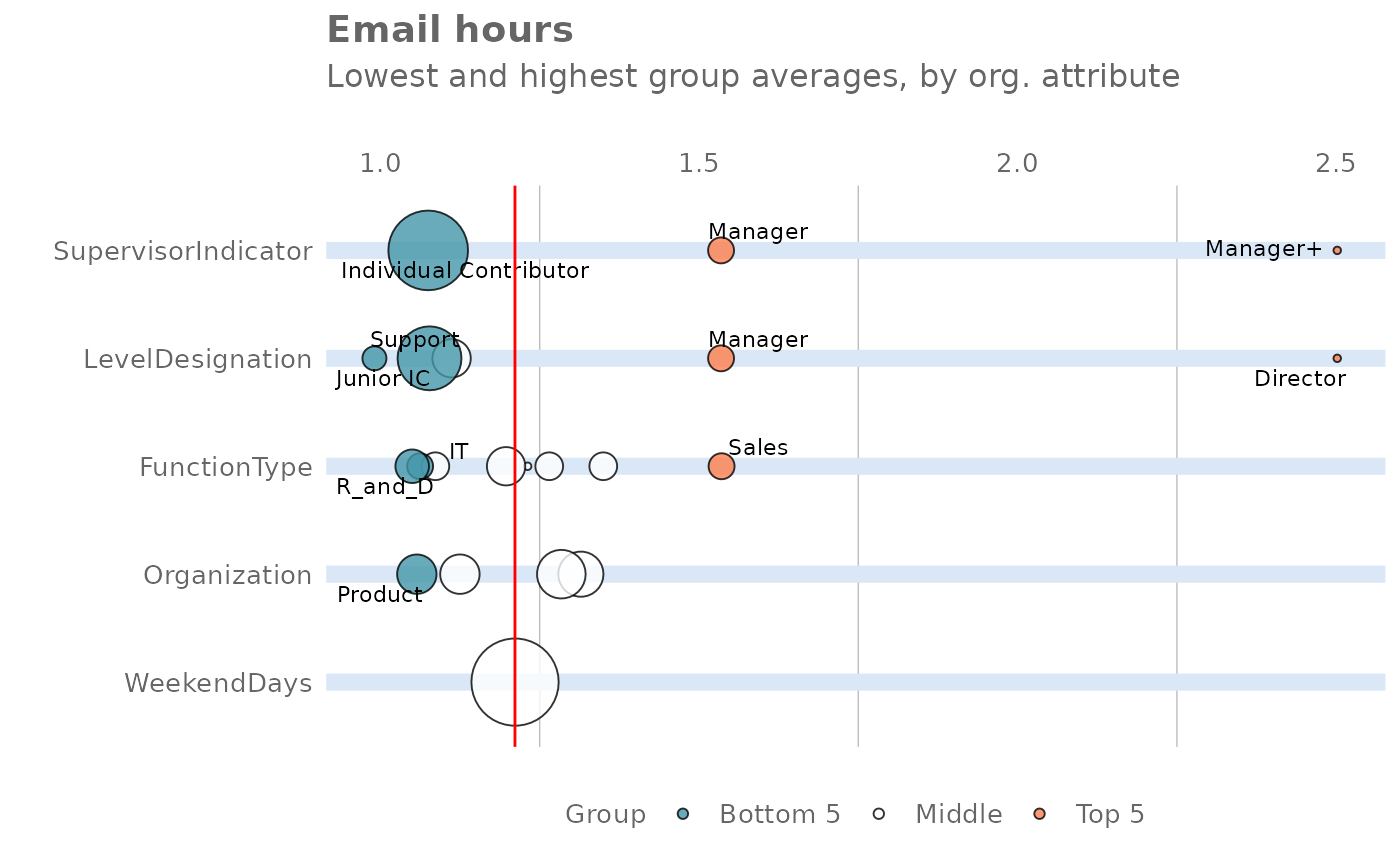 Email hours
Lowest and highest group averages, by org. attribute
1.0 1.5 2.0 2.5
SupervisorIndicator
Manager
Manager+
Individual Contributor
LevelDesignation
Support
Manager
Junior IC
Director
FunctionType
IT
Sales
R_and_D
Organization
Product
WeekendDays
Group Bottom 5 Middle Top 5